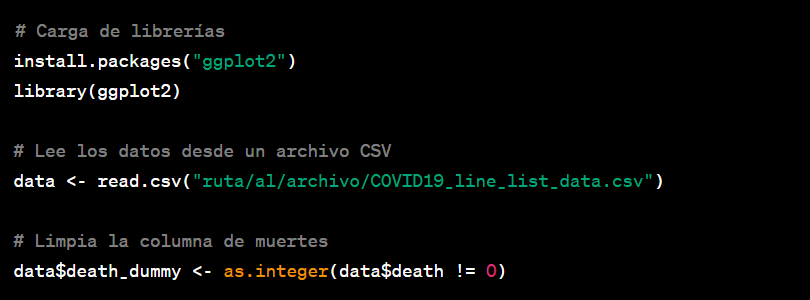 # Carga de librerías
install.packages("ggplot2")
library(ggplot2)
# Lee los datos desde un archivo CSV
data <- read.csv("ruta/al/archivo/COVID19_line_list_data.csv")
# Limpia la columna de muertes
data$death_dummy <- as.integer(data$death != 0)